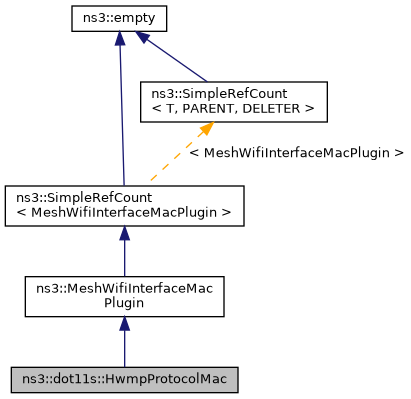 ns3::empty
ns3::SimpleRefCount
< T, PARENT, DELETER >
< MeshWifiInterfaceMacPlugin >
ns3::SimpleRefCount
< MeshWifiInterfaceMacPlugin >
ns3::MeshWifiInterfaceMac
Plugin
ns3::dot11s::HwmpProtocolMac